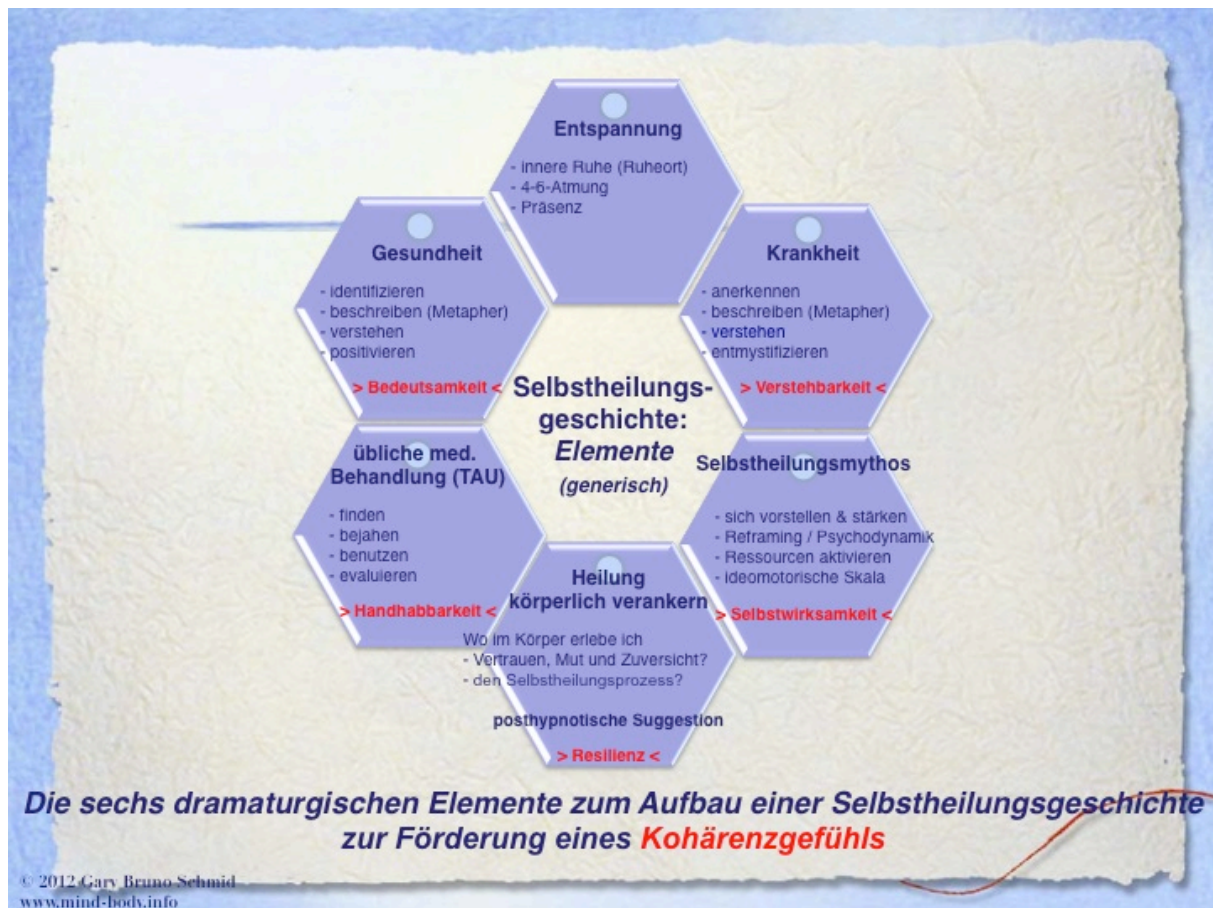 Entspannung
- innere Ruhe (Ruheort)
- 4-6-Atmung
- Präsenz
Gesundheit
- identifizieren
- beschreiben (Metapher)
- verstehen
- positivieren
> Bedeutsamkeit <
Krankheit
- anerkennen
- beschreiben (Metapher)
- verstehen
- entmystifizieren
> Verstehbarkeit <
Selbstheilungs-
geschichte:
Elemente
(generisch)
übliche med.
Behandlung (TAU)
- finden
- bejahen
- benutzen
- evaluieren
> Handhabbarkeit <
Selbstheilungsmythos
- sich vorstellen & stärken
- Reframing / Psychodynamik
- Ressourcen aktivieren
- ideomotorische Skala
> Selbstwirksamkeit <
Heilung
körperlich verankern
Wo im Körper erlebe ich
- Vertrauen, Mut und Zuversicht?
- den Selbstheilungsprozess?
posthypnotische Suggestion
> Resilienz <
Die sechs dramaturgischen Elemente zum Aufbau einer Selbstheilungsgeschichte
zur Förderung eines Kohärenzgefühls
© 2012 Gary Bruno Schmid
www.mind-body.info